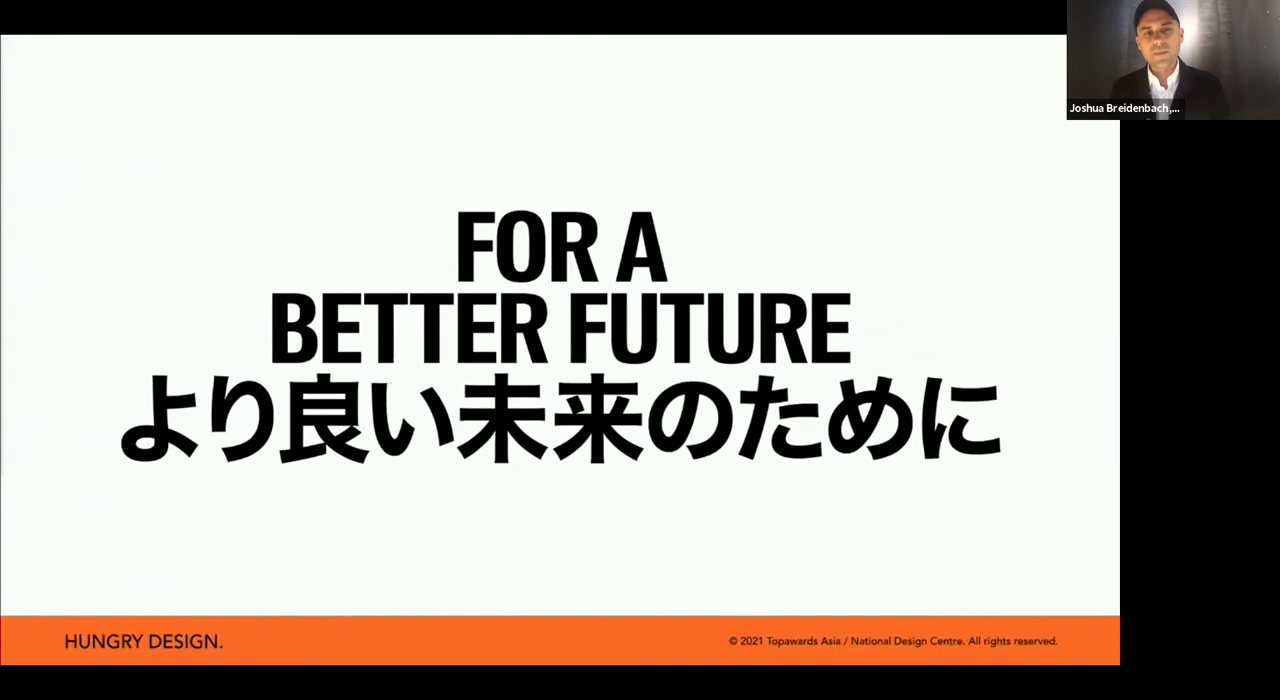 Joshua Breidenbach,...
FOR A
BETTER FUTURE
より良い未来のために
HUNGRY DESIGN.
© 2021 Topawards Asia / National Design Centre. All rights reserved.